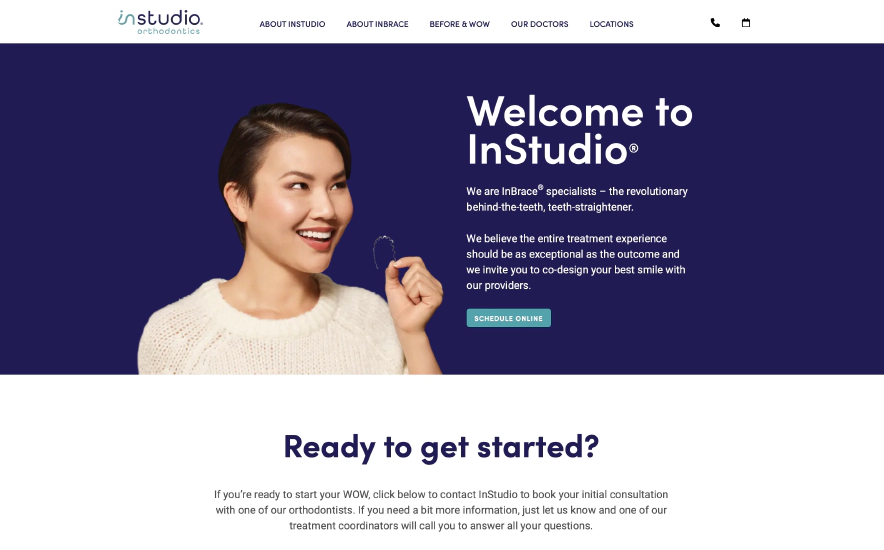 instudio.
orthodontics
ABOUT INSTUDIO
ABOUT INBRACE
BEFORE & WOW
OUR DOCTORS
LOCATIONS
Welcome to
InStudio®
We are InBrace® specialists – the revolutionary
behind-the-teeth, teeth-straightener.
We believe the entire treatment experience
should be as exceptional as the outcome and
we invite you to co-design your best smile with
our providers.
SCHEDULE ONLINE
Ready to get started?
If you’re ready to start your WOW, click below to contact InStudio to book your initial consultation
with one of our orthodontists. If you need a bit more information, just let us know and one of our
treatment coordinators will call you to answer all your questions.